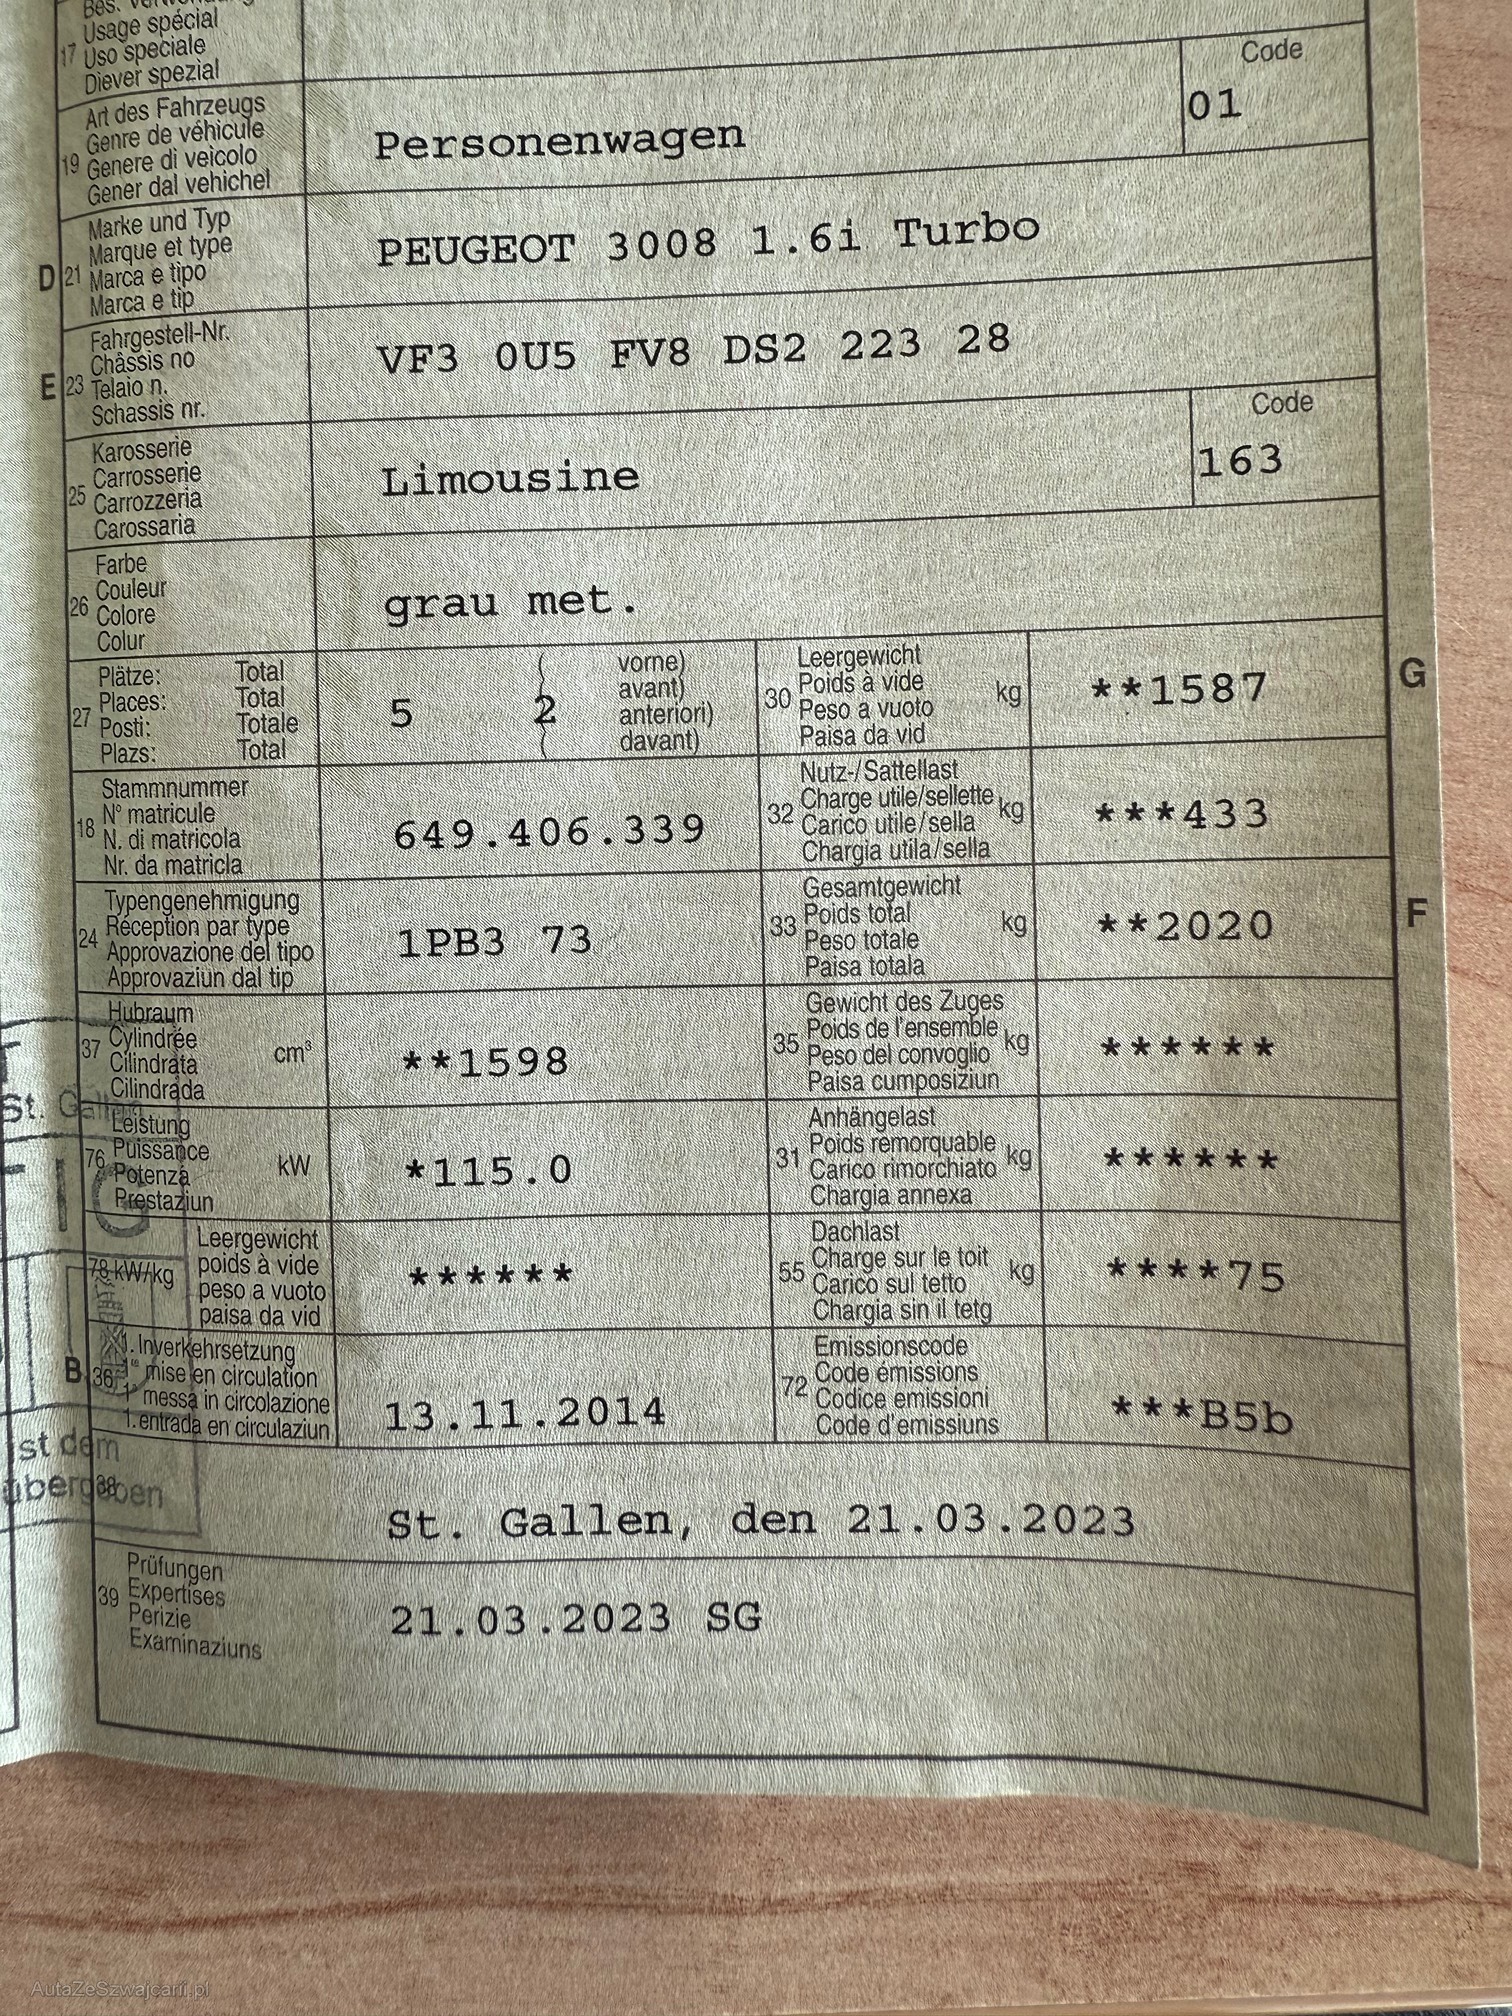 Usage spécial
17 Uso speciale
Diever spezial
Code
Art des Fahrzeugs
Genre de véhicule
19 Genere di veicolo
Gener dal vehichel
Personenwagen
01
Marke und Typ
Marque et type
D 21 Marca e tipo
Marca e tip
PEUGEOT 3008 1.6i Turbo
Fahrgestell-Nr.
Châssis no
E 23 Telaio n.
Schassis nr.
VF3 0U5 FV8 DS2 223 28
Karosserie
Carrosserie
25 Carrozzeria
Carossaria
Limousine
Code
163
Farbe
Couleur
26 Colore
Colur
grau met.
Plätze: Total
Places: Total
27 Posti: Totale
Plazs: Total
5 ( 2 ( vorne)
avant)
anteriori)
davant)
Leergewicht
30 Poids à vide kg
Peso a vuoto
Paisa da vid
**1587
G
Stammnummer
N° matricule
18 N. di matricola
Nr. da matricla
649.406.339
Nutz-/Sattellast
32 Charge utile/sellette kg
Carico utile/sella
Chargia utila/sella
***433
Typengenehmigung
Réception par type
24 Approvazione del tipo
Approvaziun dal tip
1PB3 73
Gesamtgewicht
33 Poids total kg
Peso totale
Paisa totala
**2020
F
Hubraum
37 Cylindrée cm³
Cilindrata
Cilindrada
**1598
Gewicht des Zuges
35 Poids de l'ensemble kg
Peso del convoglio
Paisa cumposiziun
******
St. Gallen
Leistung
76 Puissance kW
Potenza
Prestaziun
*115.0
Anhängelast
31 Poids remorquable kg
Carico rimorchiato
Chargia annexa
******
Leergewicht
78 kW/kg poids à vide
peso a vuoto
paisa da vid
******
Dachlast
55 Charge sur le toit kg
Carico sul tetto
Chargia sin il tetg
****75
1. Inverkehrsetzung
B 36 1re mise en circulation
1a messa in circolazione
1. entrada en circulaziun
13.11.2014
Emissionscode
72 Code émissions
Codice emissioni
Code d'emissiuns
***B5b
ist dem
übergeben
38
St. Gallen, den 21.03.2023
Prüfungen
39 Expertises
Perizie
Examinaziuns
21.03.2023 SG
AutaZeSzwajcarii.pl